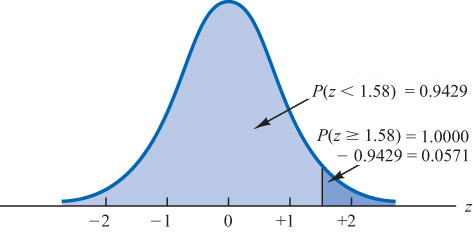 P(z < 1.58) = 0.9429
P(z ≥ 1.58) = 1.0000
− 0.9429 = 0.0571
−2 −1 0 +1 +2 z